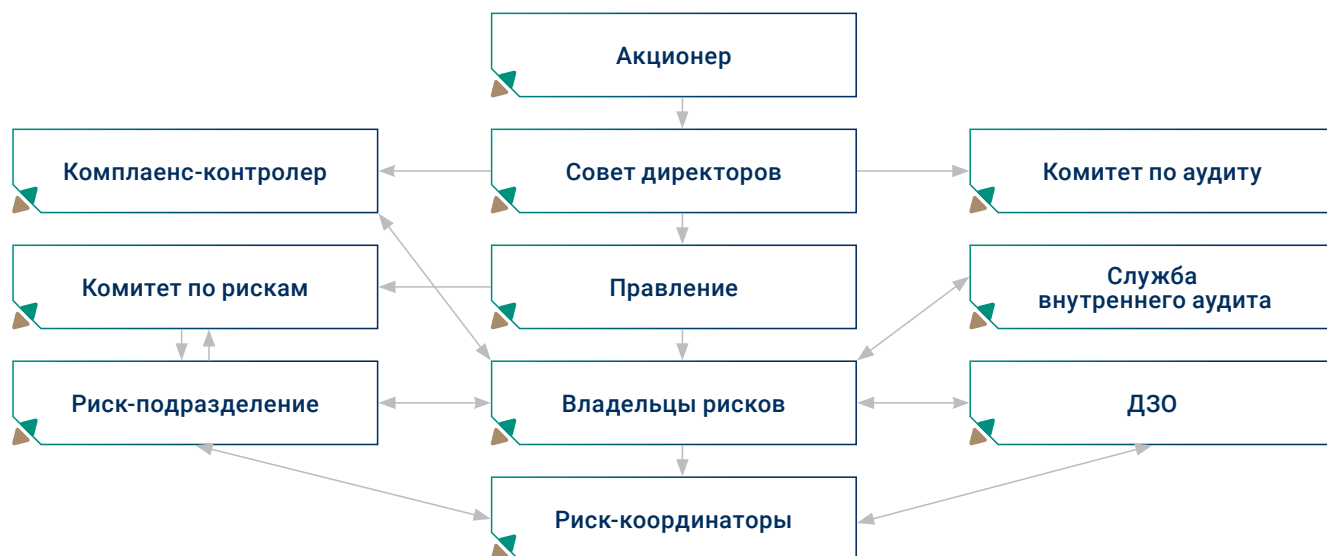 Акционер
Комплаенс-контролер
Совет директоров
Комитет по аудиту
Комитет по рискам
Правление
Служба
внутреннего аудита
Риск-подразделение
Владельцы рисков
ДЗО
Риск-координаторы